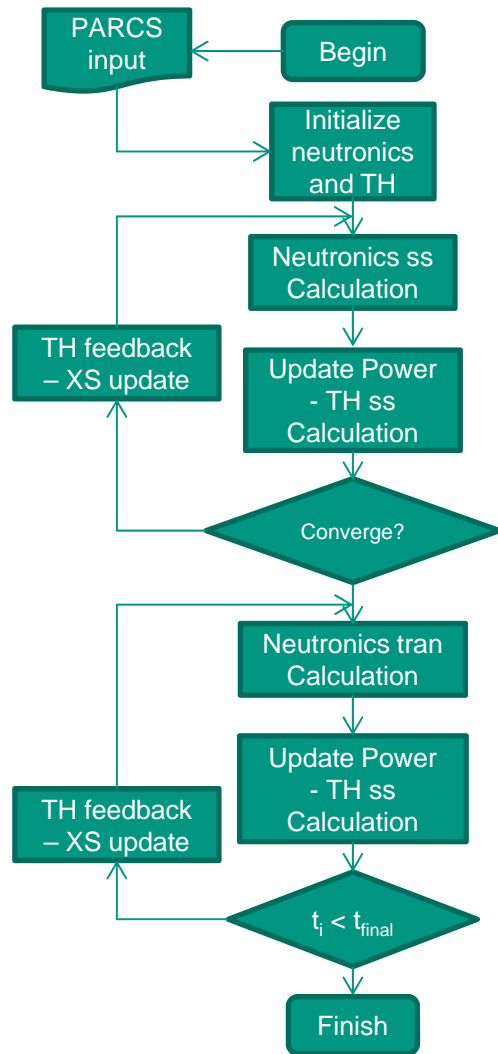 PARCS
input
Begin
Initialize
neutronics
and TH
Neutronics ss
Calculation
TH feedback
– XS update
Update Power
- TH ss
Calculation
Converge?
Neutronics tran
Calculation
Update Power
- TH ss
Calculation
TH feedback
– XS update
tᵢ < t_final
Finish